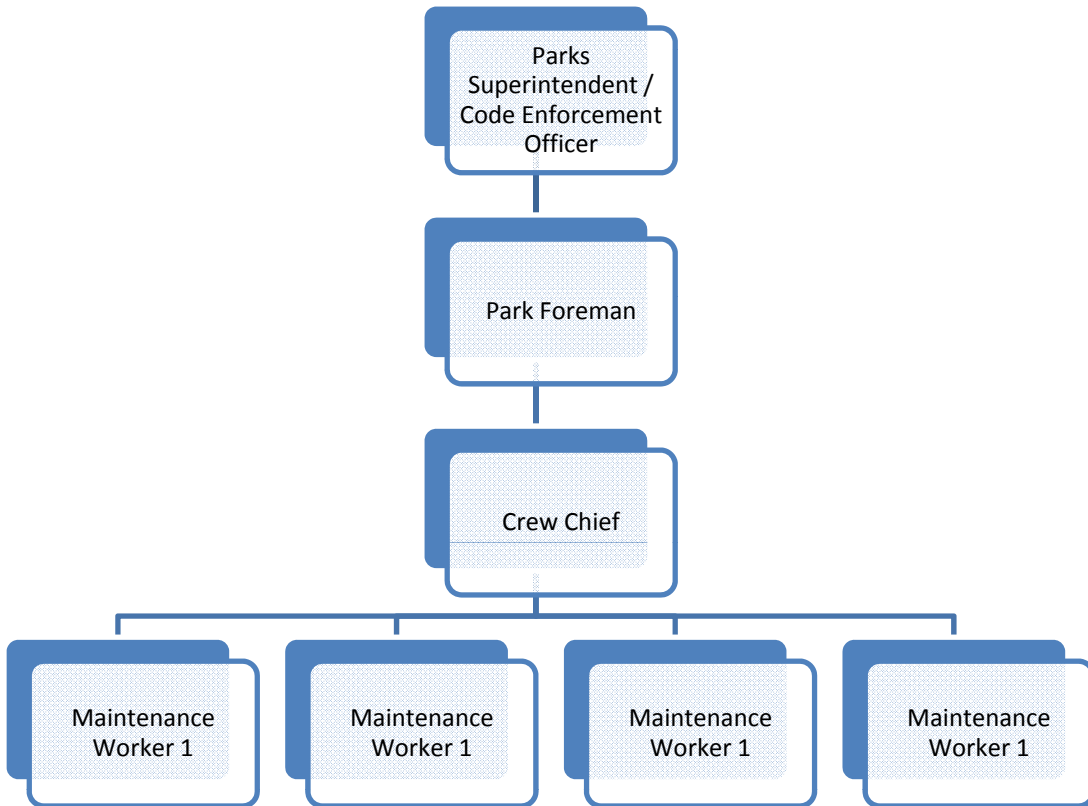 Parks
Superintendent /
Code Enforcement
Officer
Park Foreman
Crew Chief
Maintenance
Worker 1
Maintenance
Worker 1
Maintenance
Worker 1
Maintenance
Worker 1